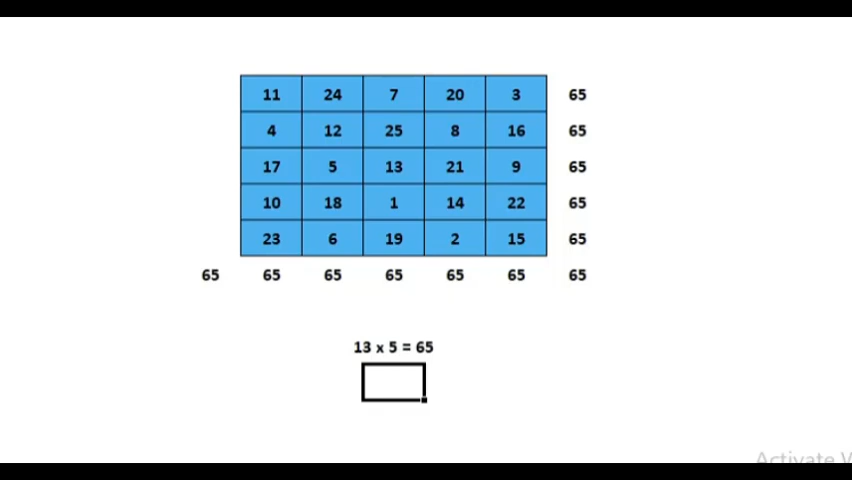 11 24 7 20 3 65
4 12 25 8 16 65
17 5 13 21 9 65
10 18 1 14 22 65
23 6 19 2 15 65
65 65 65 65 65 65 65
13 x 5 = 65
Activate